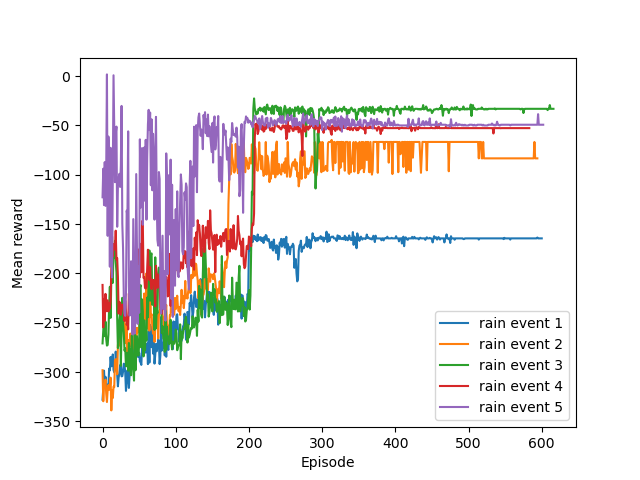 0
−50
−100
−150
−200
−250
−300
−350
Mean reward
0
100
200
300
400
500
600
Episode
rain event 1
rain event 2
rain event 3
rain event 4
rain event 5